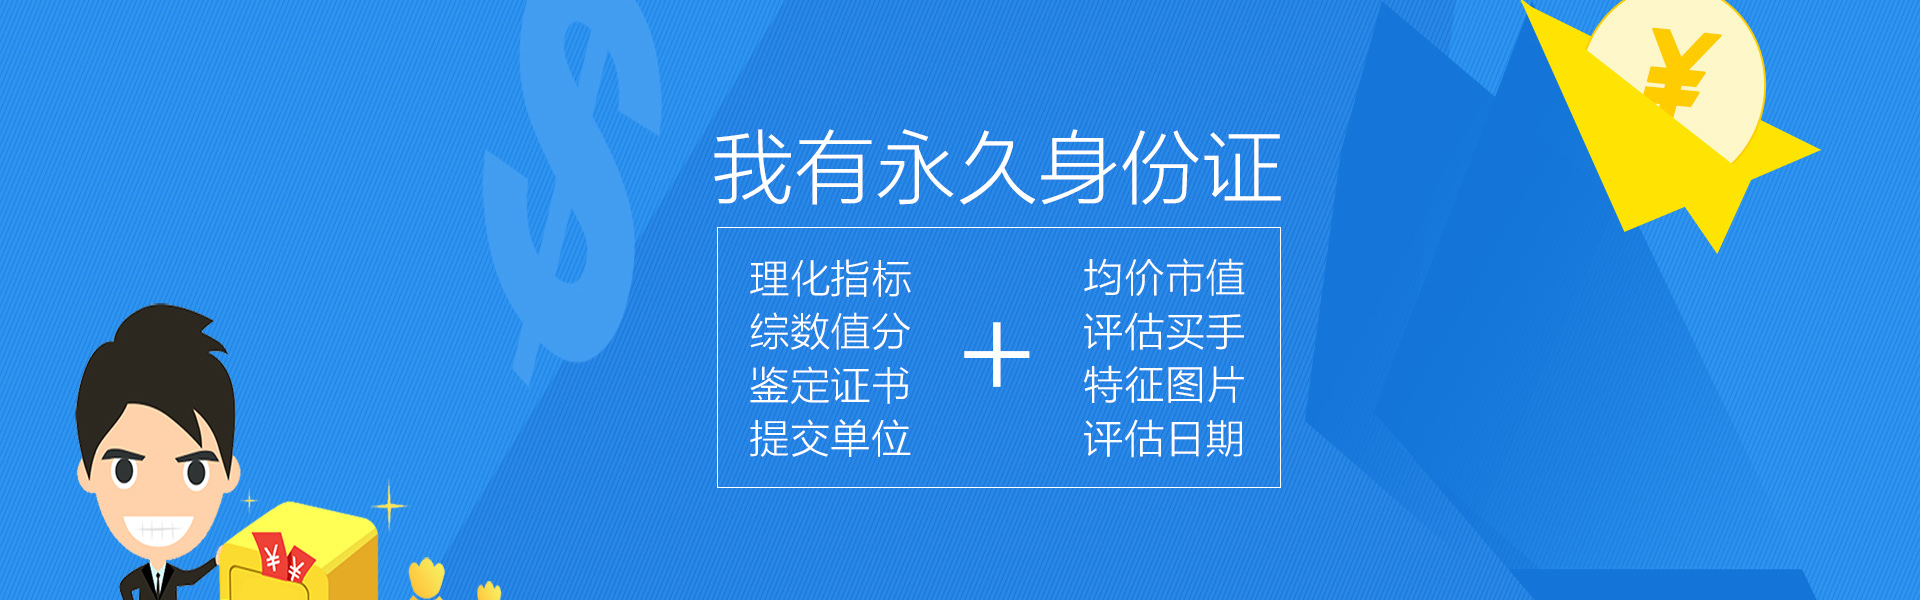 $
¥
我有永久身份证
理化指标
综数值分
鉴定证书
提交单位
+
均价市值
评估买手
特征图片
评估日期
¥
¥